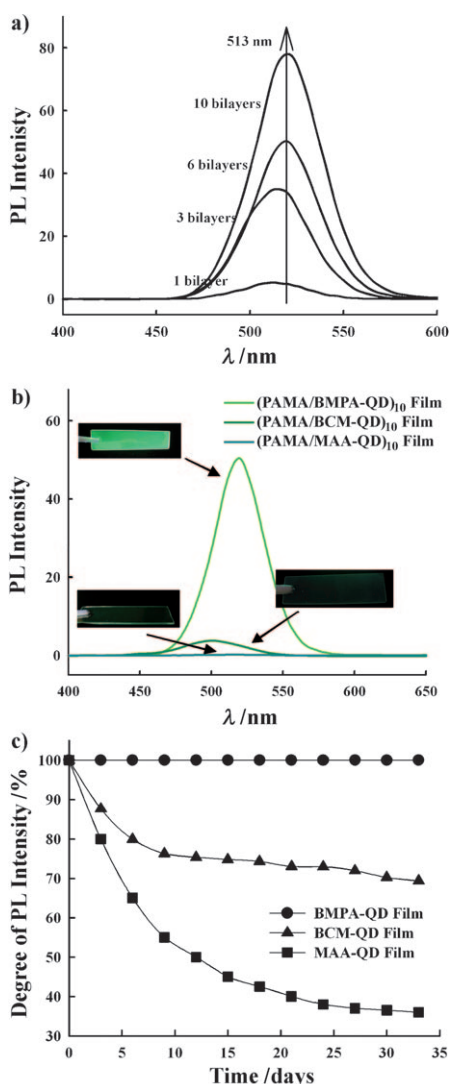 a)
PL Intenisty
80
60
40
20
0
513 nm
10 bilayers
6 bilayers
3 bilayers
1 bilayer
400 450 500 550 600
λ /nm
b)
PL Intensity
60
40
20
0
(PAMA/BMPA-QD)10 Film
(PAMA/BCM-QD)10 Film
(PAMA/MAA-QD)10 Film
400 450 500 550 600 650
λ /nm
c)
Degree of PL Intensity /%
100
90
80
70
60
50
40
30
BMPA-QD Film
BCM-QD Film
MAA-QD Film
0 5 10 15 20 25 30 35
Time /days